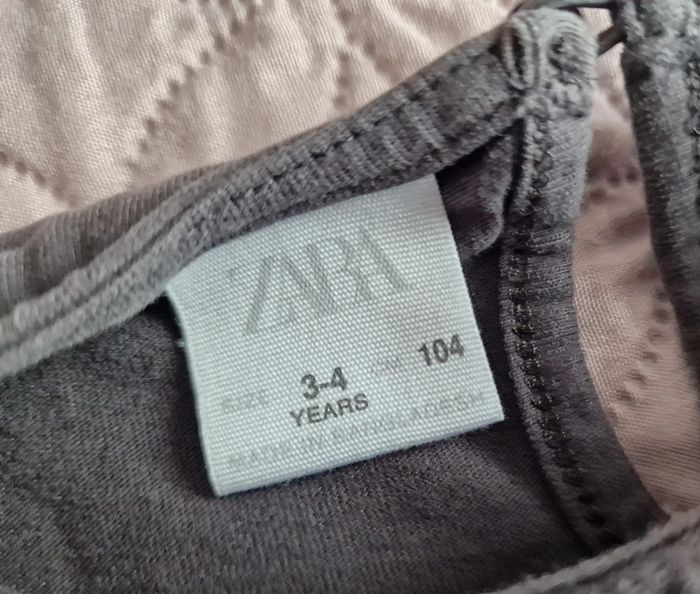 ZARA
SIZE 3-4 CM 104
YEARS
MADE IN BANGLADESH